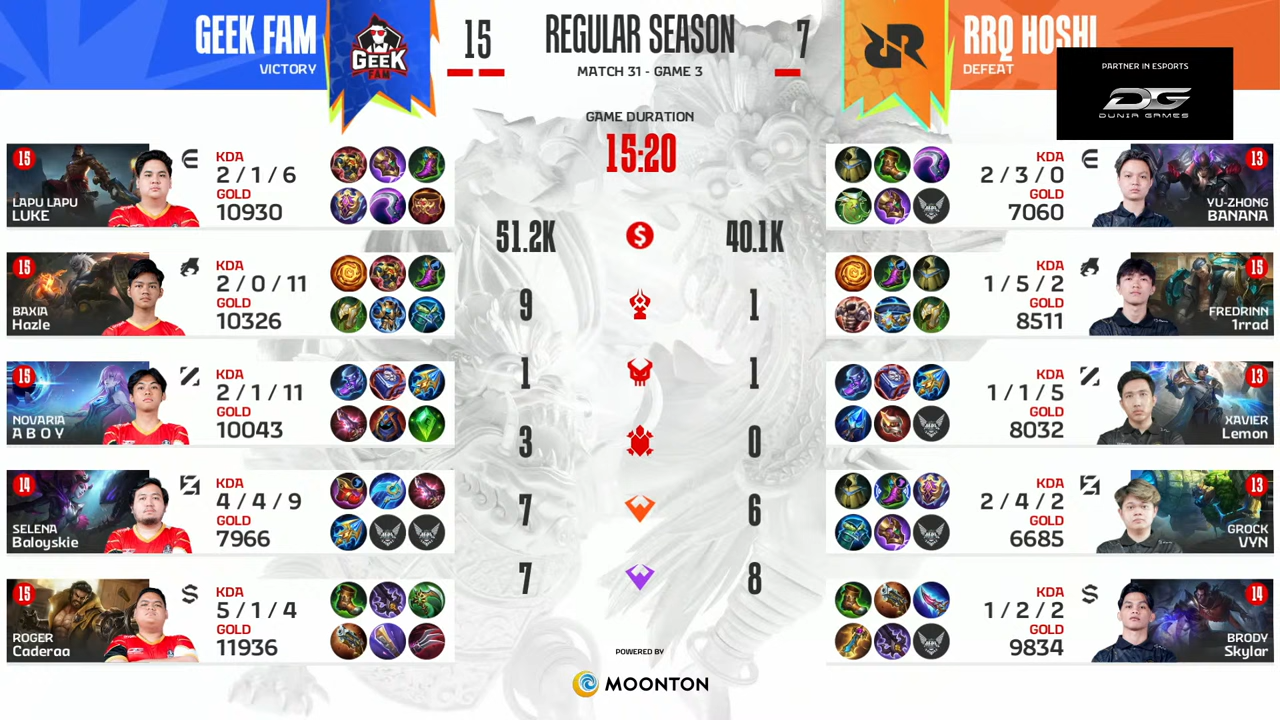 GEEK FAM
VICTORY
GEEK
FAM
15
REGULAR SEASON
MATCH 31 - GAME 3
7
RRQ HOSHI
DEFEAT
PARTNER IN ESPORTS
DG
DUNIA GAMES
GAME DURATION
15:20
15
LAPU LAPU
LUKE
KDA
2 / 1 / 6
GOLD
10930
15
BAXIA
Hazle
KDA
2 / 0 / 11
GOLD
10326
15
NOVARIA
A B O Y
KDA
2 / 1 / 11
GOLD
10043
14
SELENA
Baloyskie
KDA
4 / 4 / 9
GOLD
7966
15
ROGER
Caderaa
KDA
5 / 1 / 4
GOLD
11936
51.2K 40.1K
9 1
1 1
3 0
7 6
7 8
KDA
2 / 3 / 0
GOLD
7060
13
YU-ZHONG
BANANA
KDA
1 / 5 / 2
GOLD
8511
15
FREDRINN
1rrad
KDA
1 / 1 / 5
GOLD
8032
13
XAVIER
Lemon
KDA
2 / 4 / 2
GOLD
6685
13
GROCK
VYN
KDA
1 / 2 / 2
GOLD
9834
14
BRODY
Skylar
POWERED BY
MOONTON